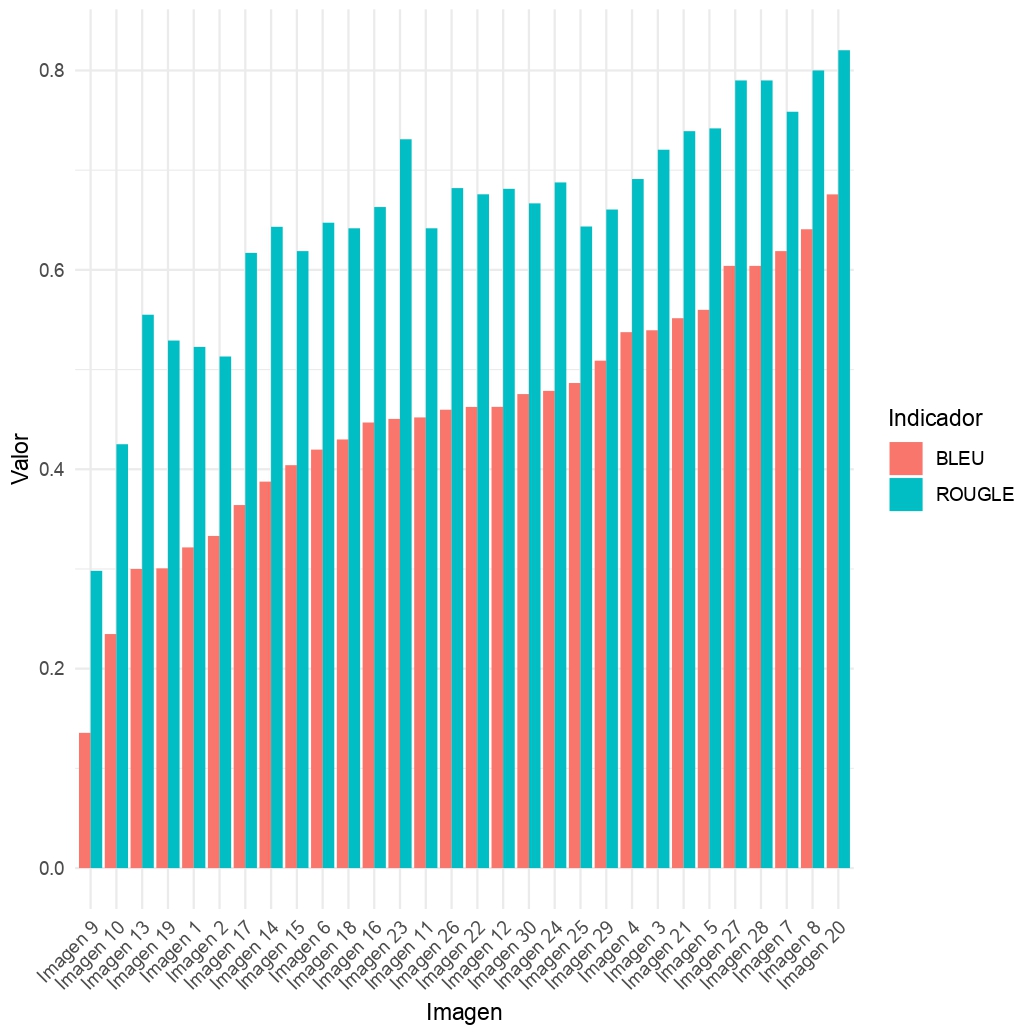 0.8
0.6
0.4
0.2
0.0
Valor
Imagen 9
Imagen 10
Imagen 13
Imagen 19
Imagen 1
Imagen 2
Imagen 17
Imagen 14
Imagen 15
Imagen 6
Imagen 18
Imagen 16
Imagen 23
Imagen 11
Imagen 26
Imagen 22
Imagen 12
Imagen 30
Imagen 24
Imagen 25
Imagen 29
Imagen 4
Imagen 3
Imagen 21
Imagen 5
Imagen 27
Imagen 28
Imagen 7
Imagen 8
Imagen 20
Imagen
Indicador
BLEU
ROUGLE